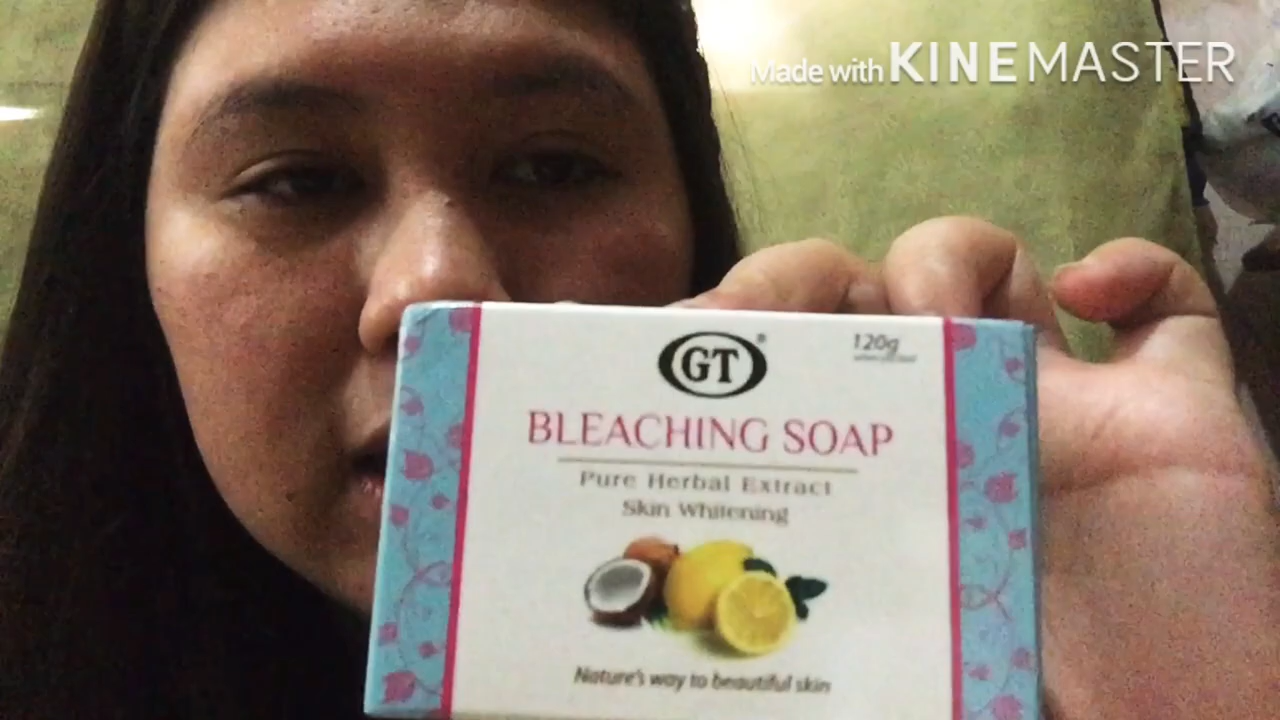 Made with KINEMASTER
GT®
120g
BLEACHING SOAP
Pure Herbal Extract
Skin Whitening
Nature's way to beautiful skin